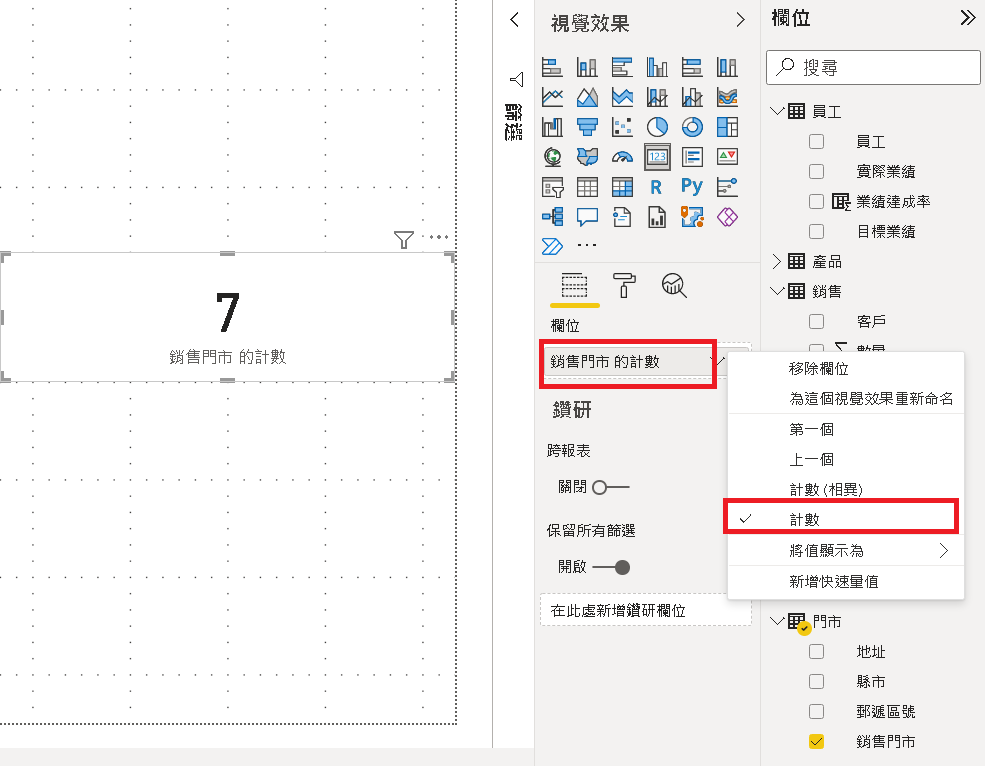 視覺效果
欄位
搜尋
篩選
員工
員工
實際業績
業績達成率
目標業績
產品
銷售
客戶
數量
123
R
Py
7
銷售門市 的計數
欄位
銷售門市 的計數
鑽研
跨報表
關閉
保留所有篩選
開啟
在此處新增鑽研欄位
移除欄位
為這個視覺效果重新命名
第一個
上一個
計數 (相異)
計數
將值顯示為
新增快速量值
門市
地址
縣市
郵遞區號
銷售門市